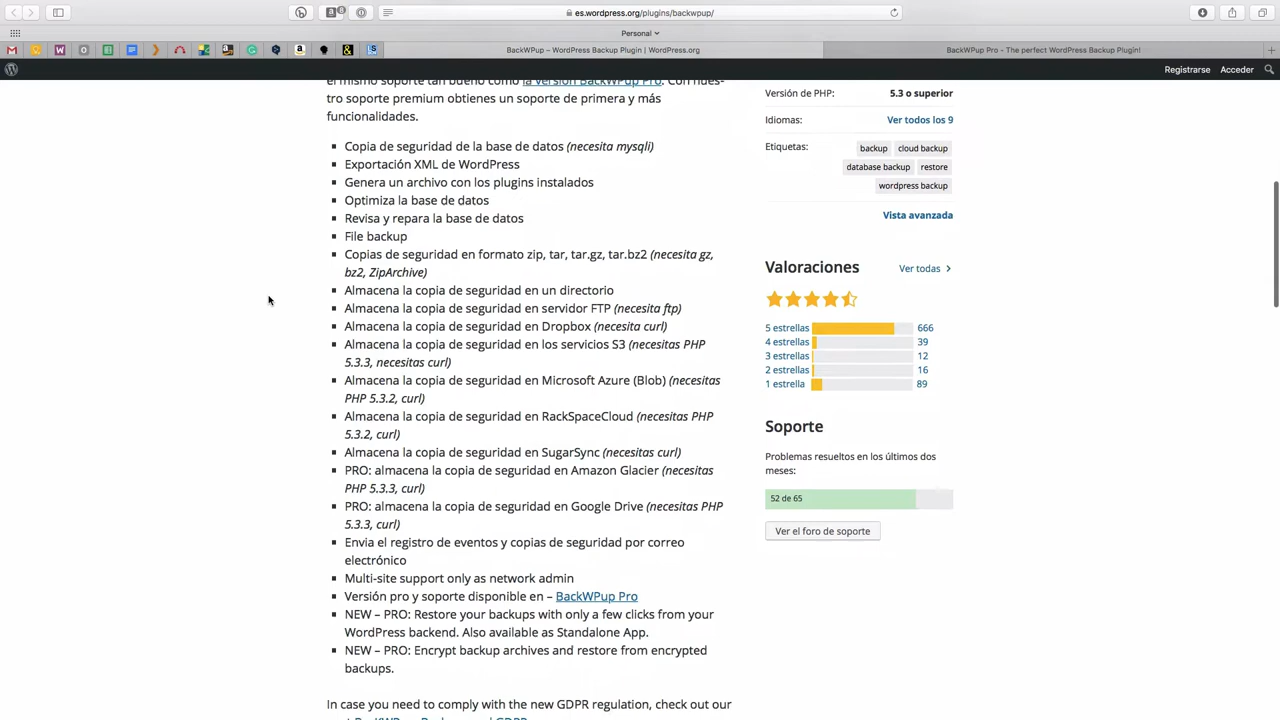 es.wordpress.org/plugins/backwpup/
Personal
BackWPup – WordPress Backup Plugin | WordPress.org
BackWPup Pro - The perfect WordPress Backup Plugin!
Registrarse
Acceder
el mismo soporte tan bueno como la versión BackWPup Pro. Con nues-
tro soporte premium obtienes un soporte de primera y más
funcionalidades.
Copia de seguridad de la base de datos (necesita mysqli)
Exportación XML de WordPress
Genera un archivo con los plugins instalados
Optimiza la base de datos
Revisa y repara la base de datos
File backup
Copias de seguridad en formato zip, tar, tar.gz, tar.bz2 (necesita gz,
bz2, ZipArchive)
Almacena la copia de seguridad en un directorio
Almacena la copia de seguridad en servidor FTP (necesita ftp)
Almacena la copia de seguridad en Dropbox (necesita curl)
Almacena la copia de seguridad en los servicios S3 (necesitas PHP
5.3.3, necesitas curl)
Almacena la copia de seguridad en Microsoft Azure (Blob) (necesitas
PHP 5.3.2, curl)
Almacena la copia de seguridad en RackSpaceCloud (necesitas PHP
5.3.2, curl)
Almacena la copia de seguridad en SugarSync (necesitas curl)
PRO: almacena la copia de seguridad en Amazon Glacier (necesitas
PHP 5.3.3, curl)
PRO: almacena la copia de seguridad en Google Drive (necesitas PHP
5.3.3, curl)
Envia el registro de eventos y copias de seguridad por correo
electrónico
Multi-site support only as network admin
Versión pro y soporte disponible en – BackWPup Pro
NEW – PRO: Restore your backups with only a few clicks from your
WordPress backend. Also available as Standalone App.
NEW – PRO: Encrypt backup archives and restore from encrypted
backups.
In case you need to comply with the new GDPR regulation, check out our
Versión de PHP: 5.3 o superior
Idiomas: Ver todos los 9
Etiquetas: backup cloud backup
database backup restore
wordpress backup
Vista avanzada
Valoraciones Ver todas
5 estrellas 666
4 estrellas 39
3 estrellas 12
2 estrellas 16
1 estrella 89
Soporte
Problemas resueltos en los últimos dos
meses:
52 de 65
Ver el foro de soporte